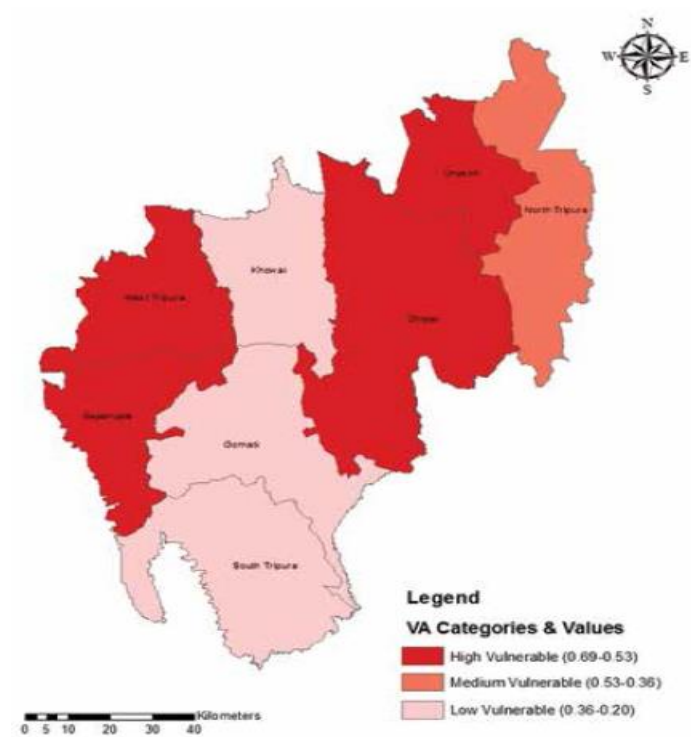 N
W E
S
Unakoti
North Tripura
Khowai
West Tripura
Dhalai
Sepahijala
Gomati
South Tripura
Legend
VA Categories & Values
High Vulnerable (0.69-0.53)
Medium Vulnerable (0.53-0.36)
Low Vulnerable (0.36-0.20)
Kilometers
0 5 10 20 30 40